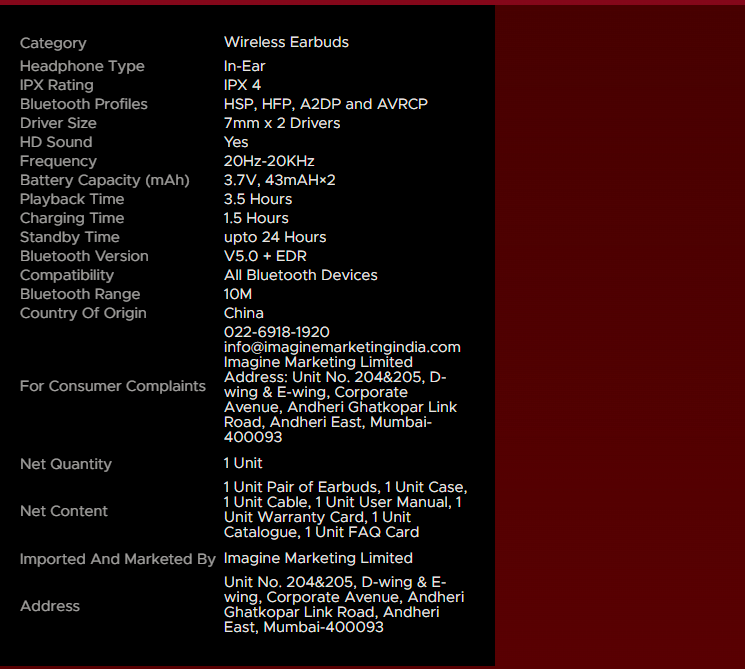 Category Wireless Earbuds
Headphone Type In-Ear
IPX Rating IPX 4
Bluetooth Profiles HSP, HFP, A2DP and AVRCP
Driver Size 7mm x 2 Drivers
HD Sound Yes
Frequency 20Hz-20KHz
Battery Capacity (mAh) 3.7V, 43mAH×2
Playback Time 3.5 Hours
Charging Time 1.5 Hours
Standby Time upto 24 Hours
Bluetooth Version V5.0 + EDR
Compatibility All Bluetooth Devices
Bluetooth Range 10M
Country Of Origin China
For Consumer Complaints
022-6918-1920
info@imaginemarketingindia.com
Imagine Marketing Limited
Address: Unit No. 204&205, D-
wing & E-wing, Corporate
Avenue, Andheri Ghatkopar Link
Road, Andheri East, Mumbai-
400093
Net Quantity 1 Unit
Net Content
1 Unit Pair of Earbuds, 1 Unit Case,
1 Unit Cable, 1 Unit User Manual, 1
Unit Warranty Card, 1 Unit
Catalogue, 1 Unit FAQ Card
Imported And Marketed By Imagine Marketing Limited
Address
Unit No. 204&205, D-wing & E-
wing, Corporate Avenue, Andheri
Ghatkopar Link Road, Andheri
East, Mumbai-400093